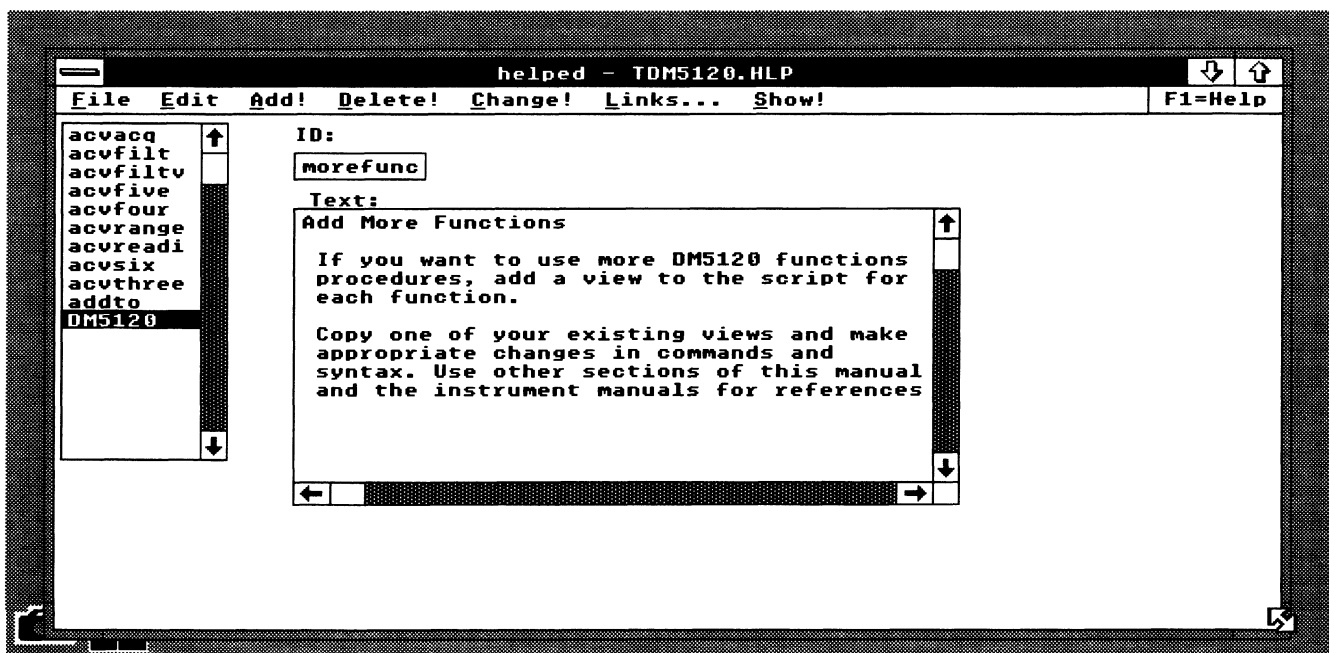 helped - TDM5120.HLP
File Edit Add! Delete! Change! Links... Show! F1=Help
acvacq
acvfilt
acvfiltv
acvfive
acvfour
acvrange
acvreadi
acvsix
acvthree
addto
DM5120
ID:
morefunc
Text:
Add More Functions
If you want to use more DM5120 functions
procedures, add a view to the script for
each function.
Copy one of your existing views and make
appropriate changes in commands and
syntax. Use other sections of this manual
and the instrument manuals for references